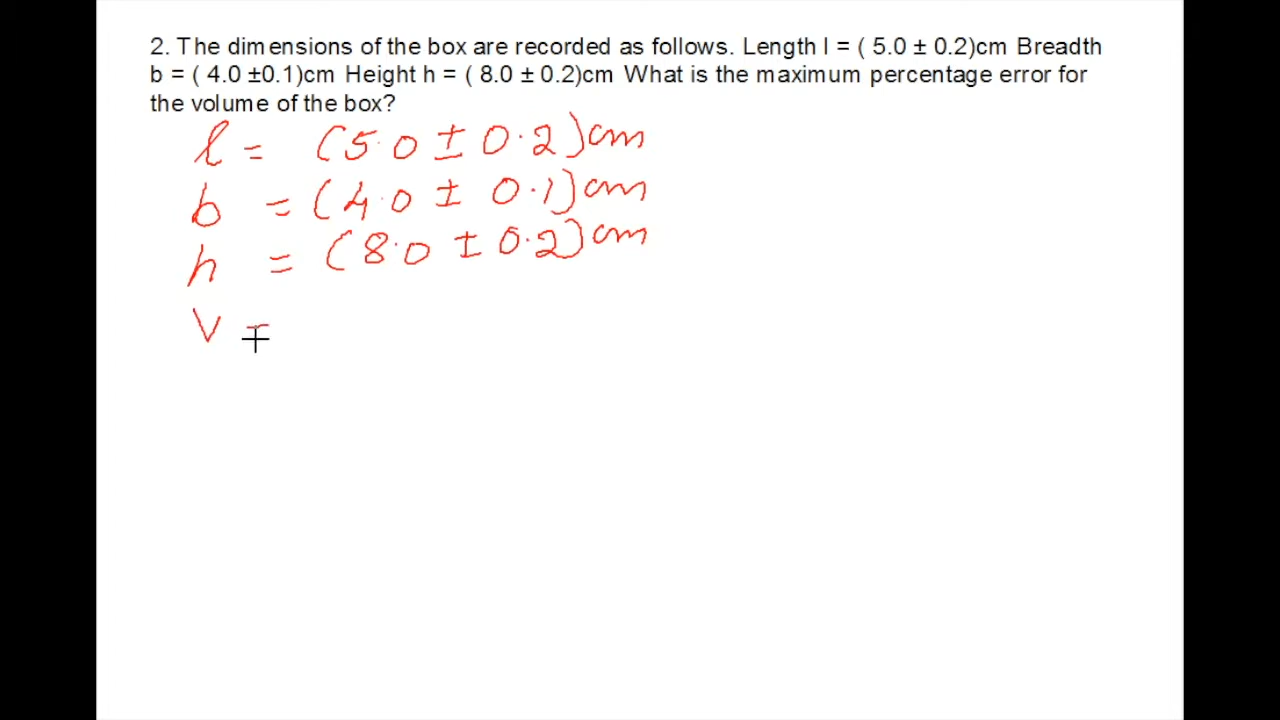 2. The dimensions of the box are recorded as follows. Length l = ( 5.0 ± 0.2)cm Breadth
b = ( 4.0 ±0.1)cm Height h = ( 8.0 ± 0.2)cm What is the maximum percentage error for
the volume of the box?
l = (5.0 ± 0.2)cm
b = (4.0 ± 0.1)cm
h = (8.0 ± 0.2)cm
V =